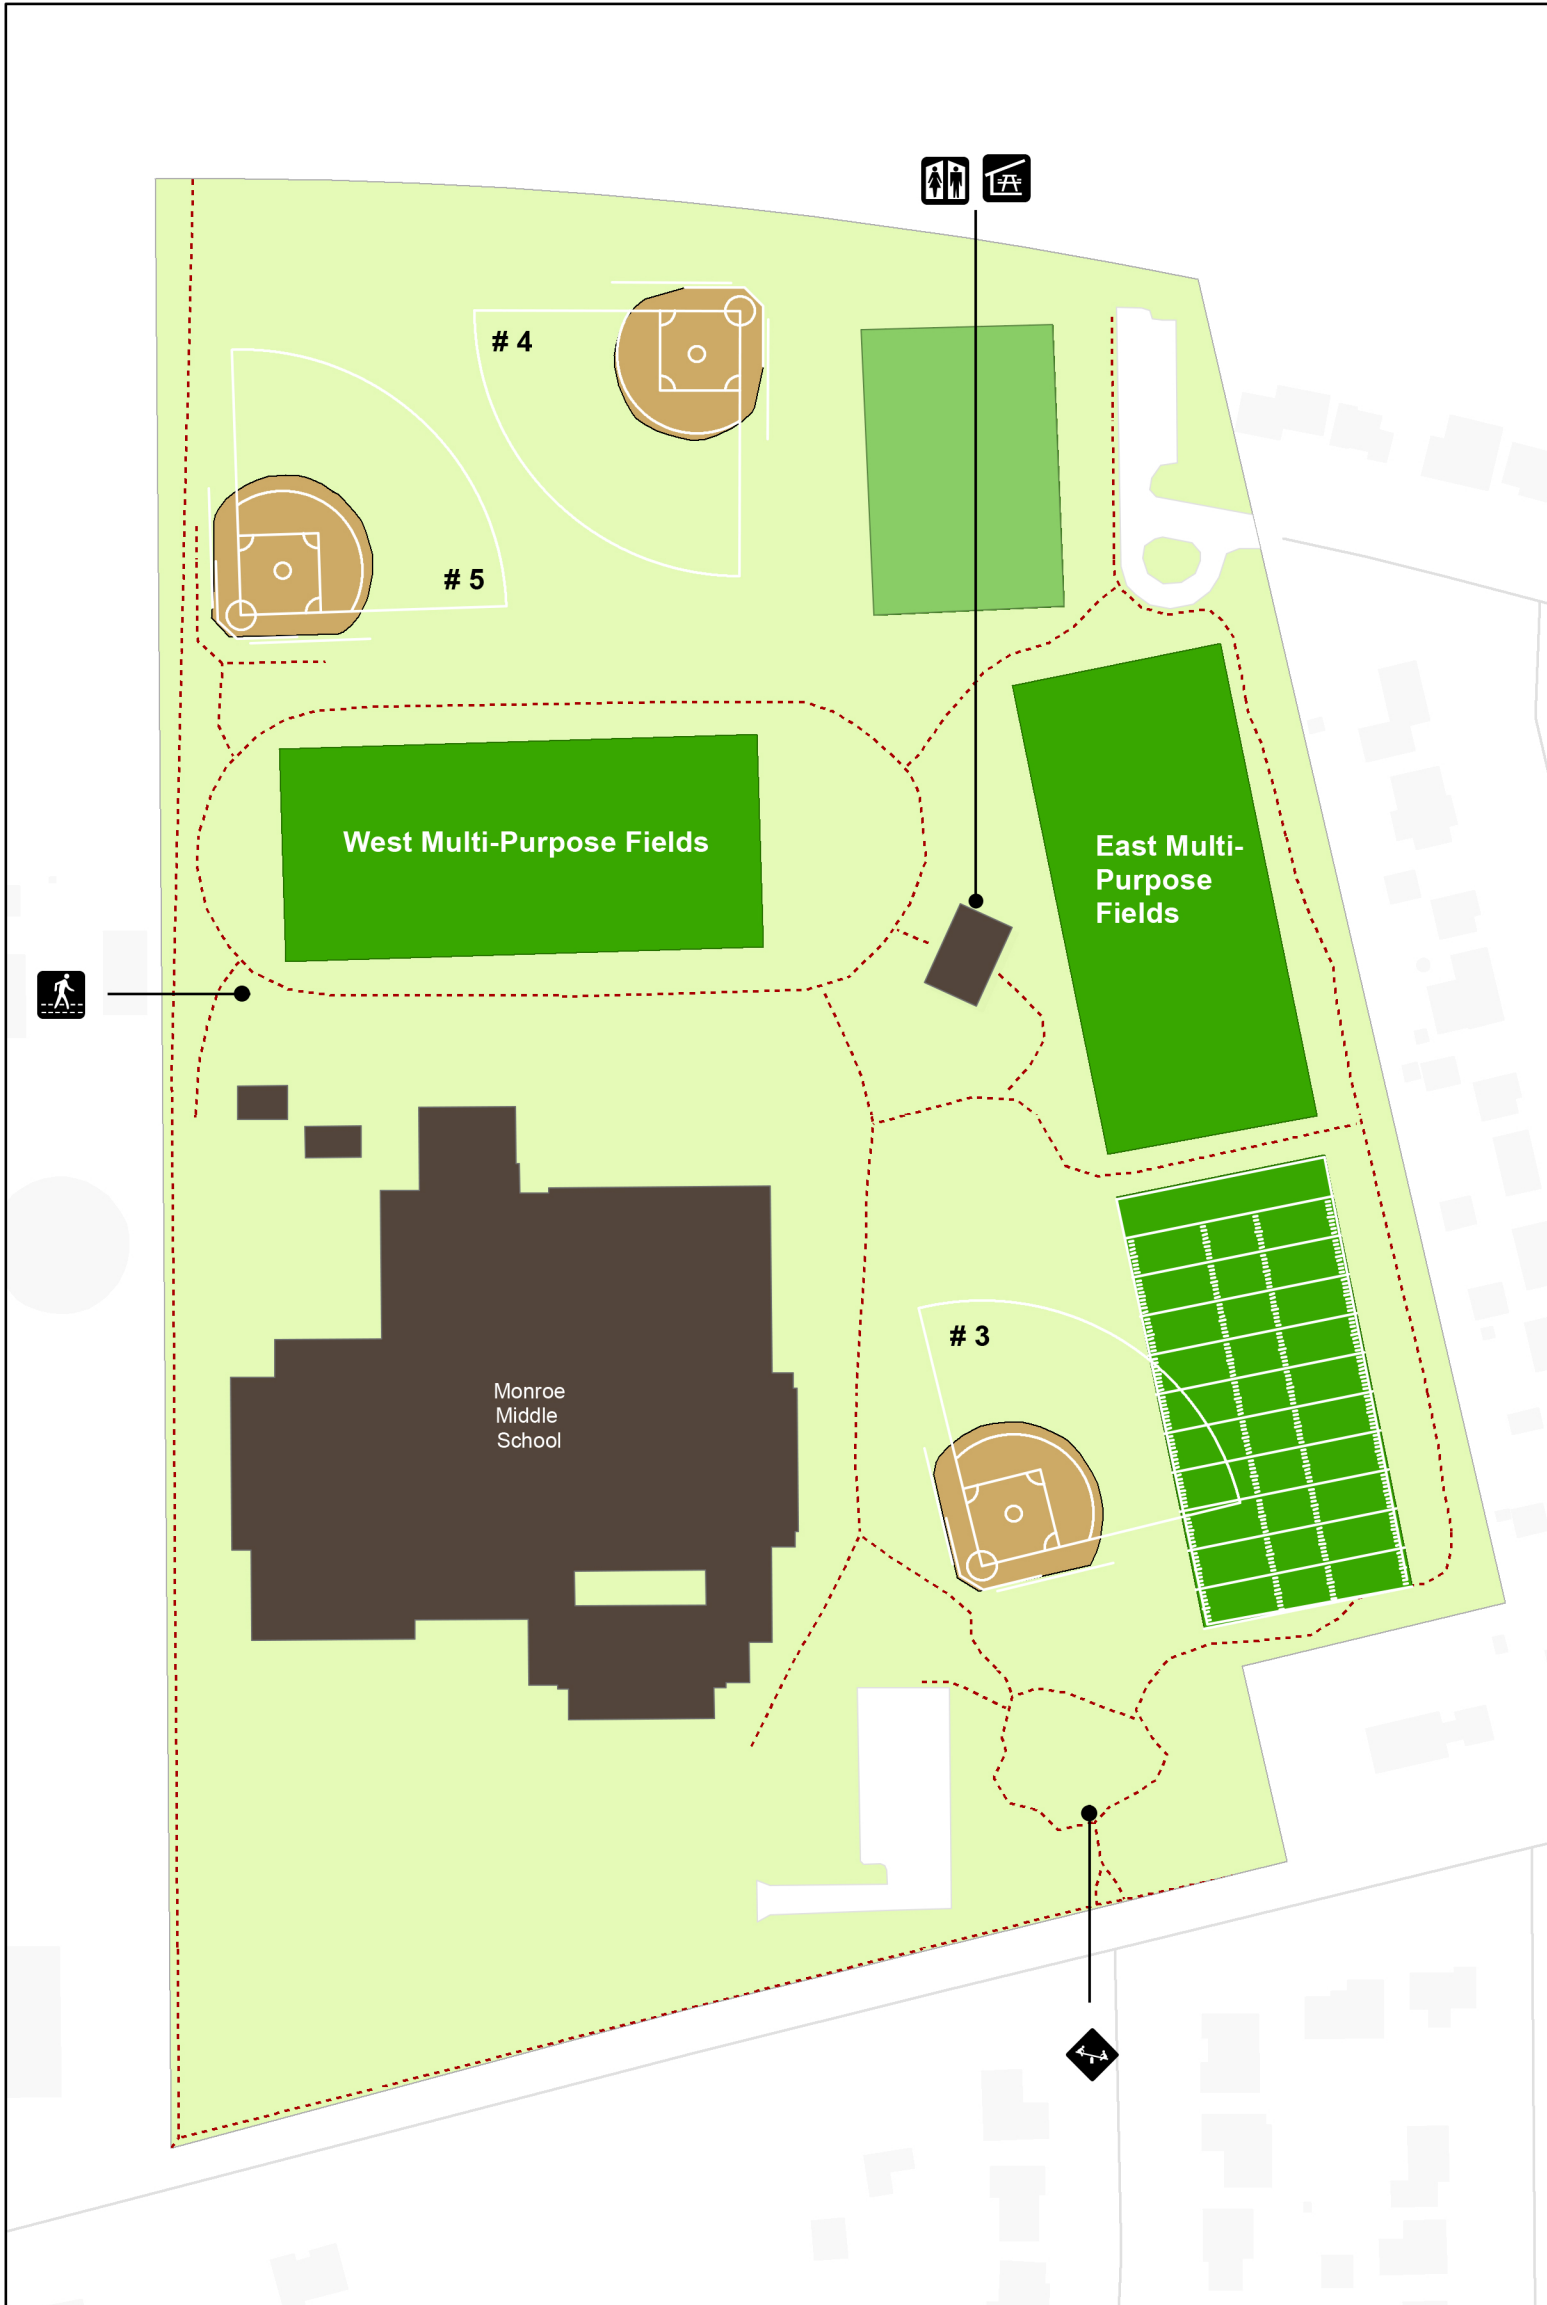 # 4
# 5
West Multi-Purpose Fields
East Multi-
Purpose
Fields
# 3
Monroe
Middle
School